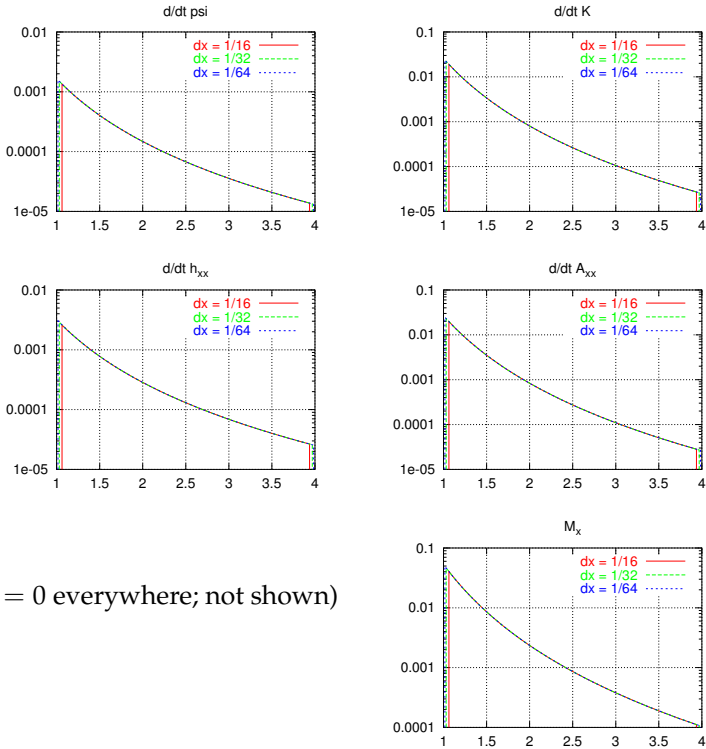 d/dt psi
0.01
0.001
0.0001
1e-05
dx = 1/16
dx = 1/32
dx = 1/64
1 1.5 2 2.5 3 3.5 4
d/dt K
0.1
0.01
0.001
0.0001
1e-05
dx = 1/16
dx = 1/32
dx = 1/64
1 1.5 2 2.5 3 3.5 4
d/dt hxx
0.01
0.001
0.0001
1e-05
dx = 1/16
dx = 1/32
dx = 1/64
1 1.5 2 2.5 3 3.5 4
d/dt Axx
0.1
0.01
0.001
0.0001
1e-05
dx = 1/16
dx = 1/32
dx = 1/64
1 1.5 2 2.5 3 3.5 4
= 0 everywhere; not shown)
Mx
0.1
0.01
0.001
0.0001
dx = 1/16
dx = 1/32
dx = 1/64
1 1.5 2 2.5 3 3.5 4